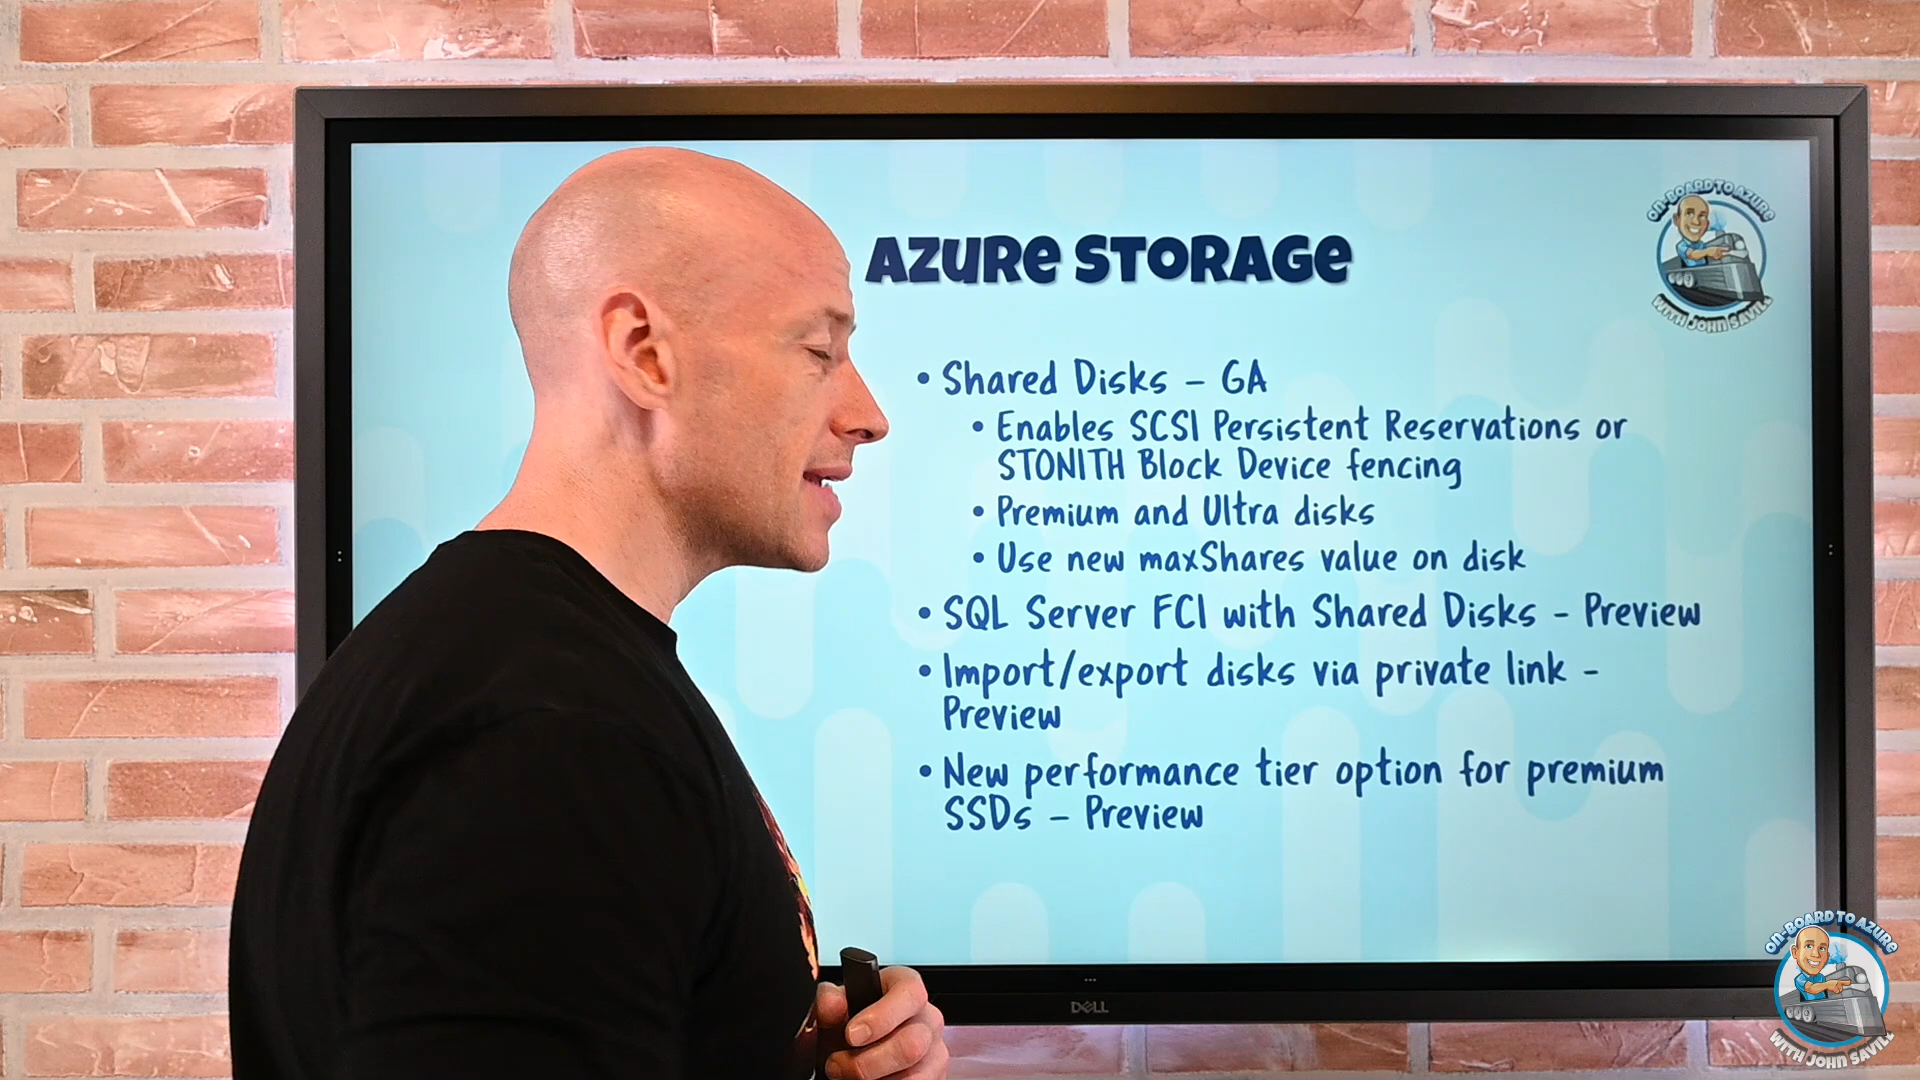 AZURE STORAGE
ON-BOARD TO AZURE
WITH JOHN SAVILL
• Shared Disks – GA
• Enables SCSI Persistent Reservations or
STONITH Block Device fencing
• Premium and Ultra disks
• Use new maxShares value on disk
• SQL Server FCI with Shared Disks - Preview
• Import/export disks via private link -
Preview
• New performance tier option for premium
SSDs – Preview
DELL
ON-BOARD TO AZURE
WITH JOHN SAVILL